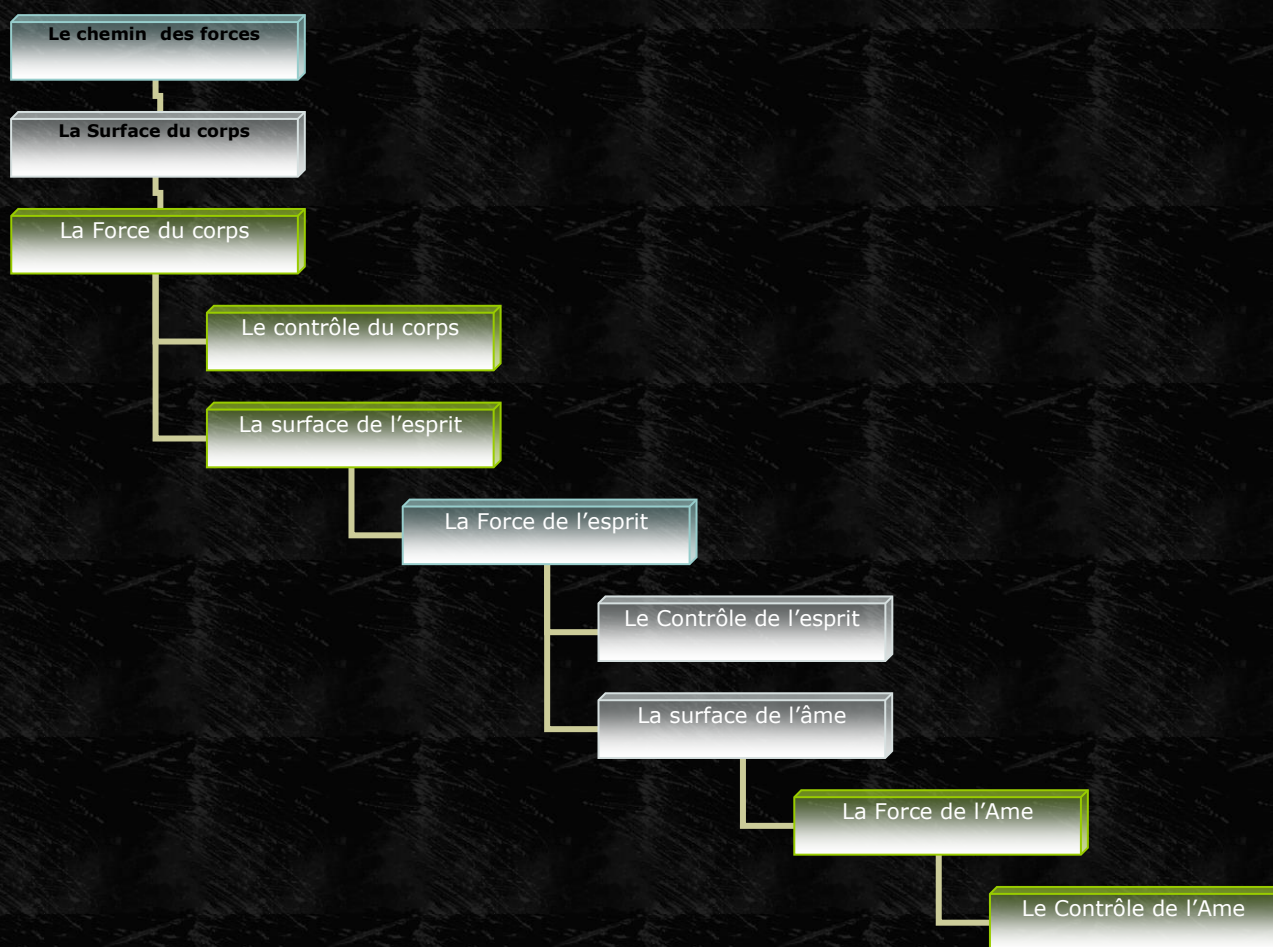 Le chemin  des forces
La Surface du corps
La Force du corps
Le contrôle du corps
La surface de l’esprit
La Force de l’esprit
Le Contrôle de l’esprit
La surface de l’âme
La Force de l’Ame
Le Contrôle de l’Ame